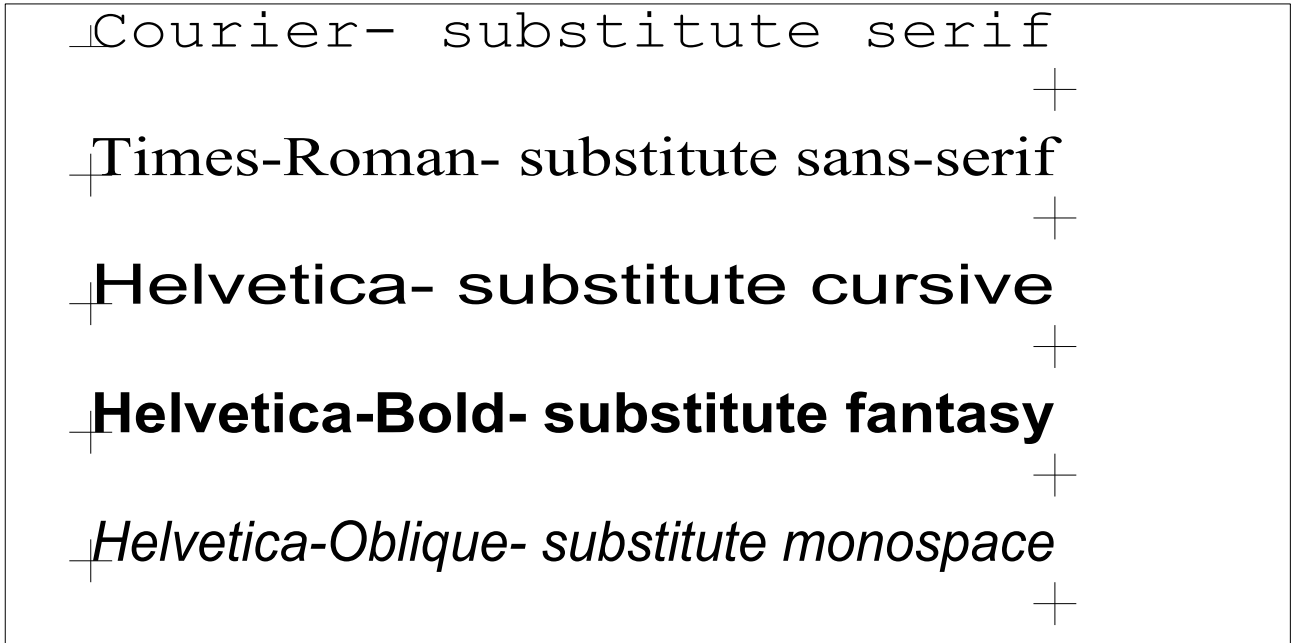 Courier- substitute serif
Times-Roman- substitute sans-serif
Helvetica- substitute cursive
Helvetica-Bold- substitute fantasy
Helvetica-Oblique- substitute monospace